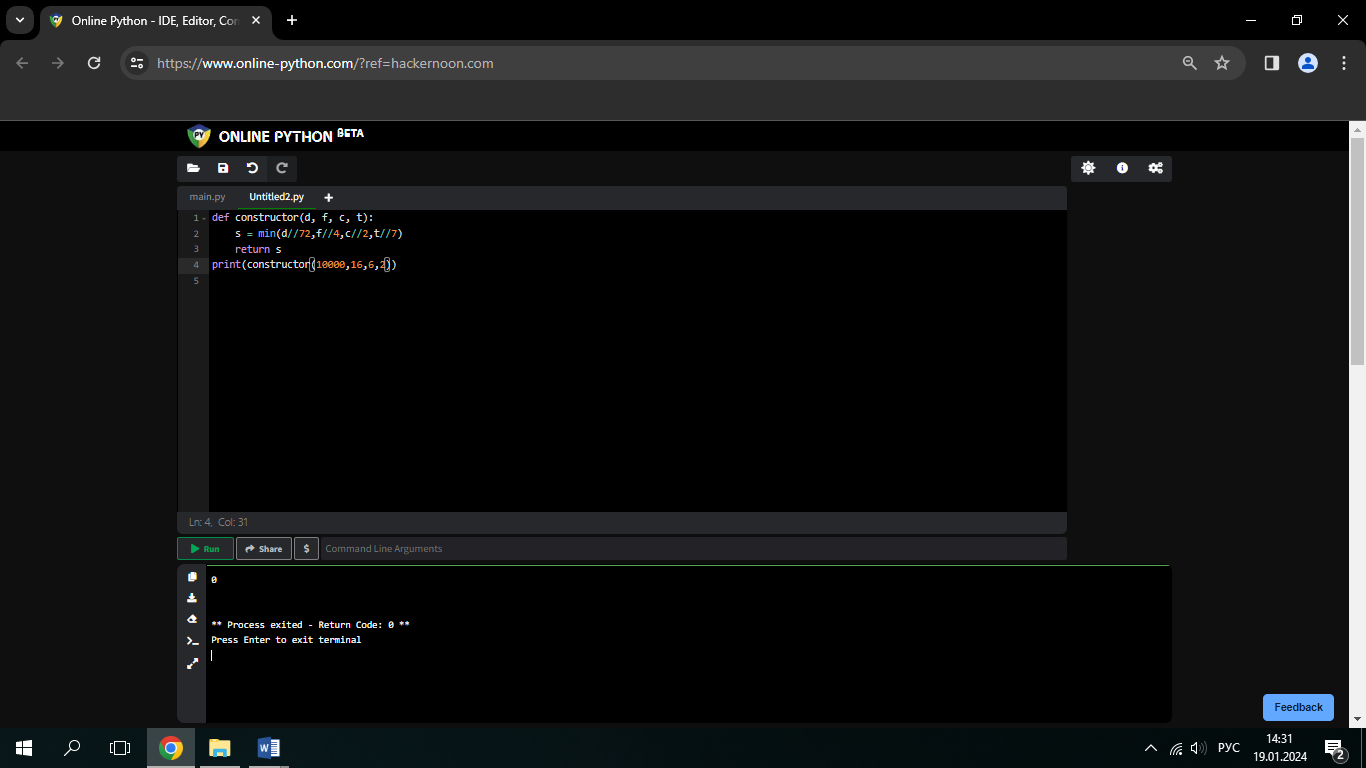 Online Python - IDE, Editor, Con
https://www.online-python.com/?ref=hackernoon.com
PY ONLINE PYTHON BETA
main.py Untitled2.py
1 def constructor(d, f, c, t):
2 s = min(d//72,f//4,c//2,t//7)
3 return s
4 print(constructor(10000,16,6,2))
5
Ln: 4, Col: 31
Run Share $ Command Line Arguments
0
** Process exited - Return Code: 0 **
Press Enter to exit terminal
Feedback
РУС 14:31
19.01.2024 2